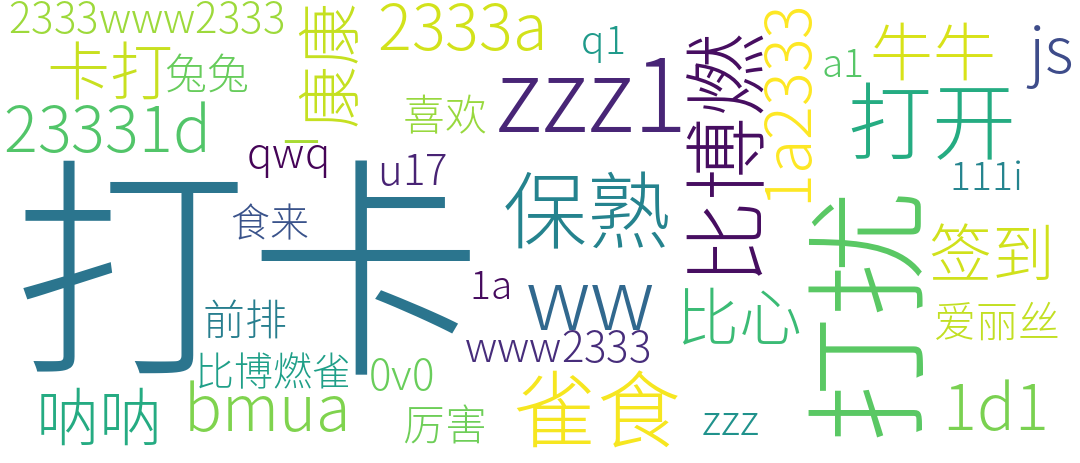 2333www2333
康康
2333a
q1
比博燃
1a2333
牛牛
js
卡打
兔兔
喜欢
zzz1
a1
打开
23331d
qwq
u17
保熟
111i
打卡
食来
打扰
签到
1a
ww
比心
前排
爱丽丝
www2333
比博燃雀
0v0
雀食
呐呐
bmua
厉害
zzz
1d1